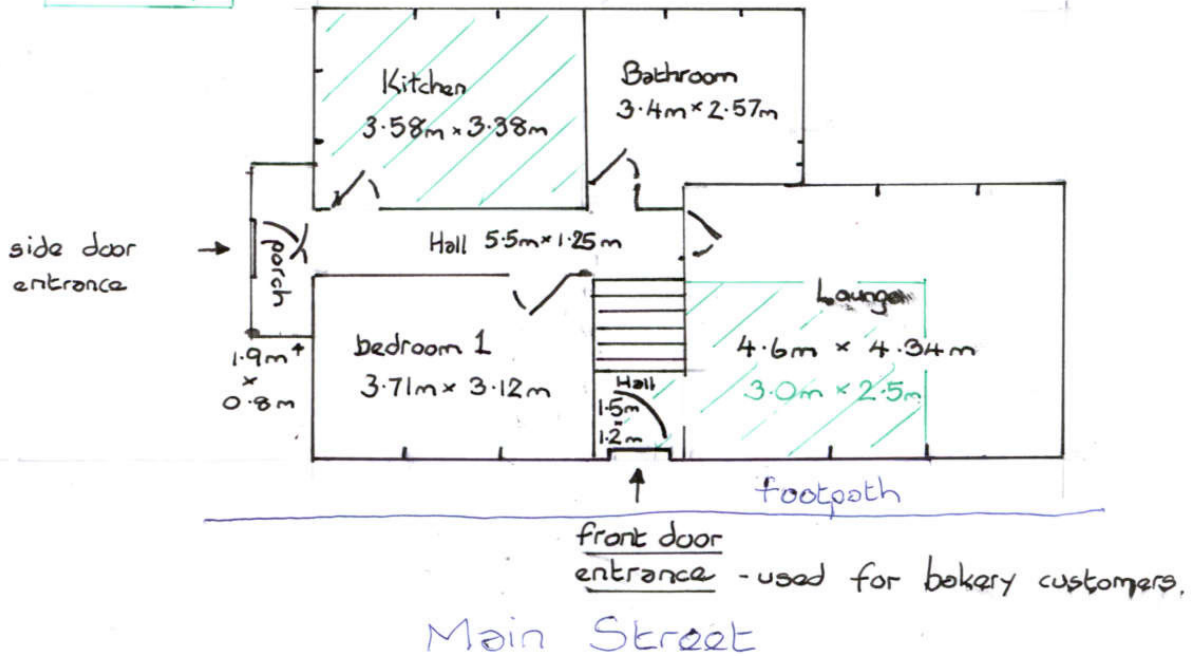 Kitchen
3.58m × 3.38m
Bathroom
3.4m × 2.57m
side door
entrance
porch
Hall 5.5m × 1.25m
Lounge
4.6m × 4.34m
3.0m × 2.5m
bedroom 1
3.71m × 3.12m
1.9m
×
0.8m
Hall
1.5m
×
1.2m
footpath
front door
entrance - used for bakery customers.
Main Street